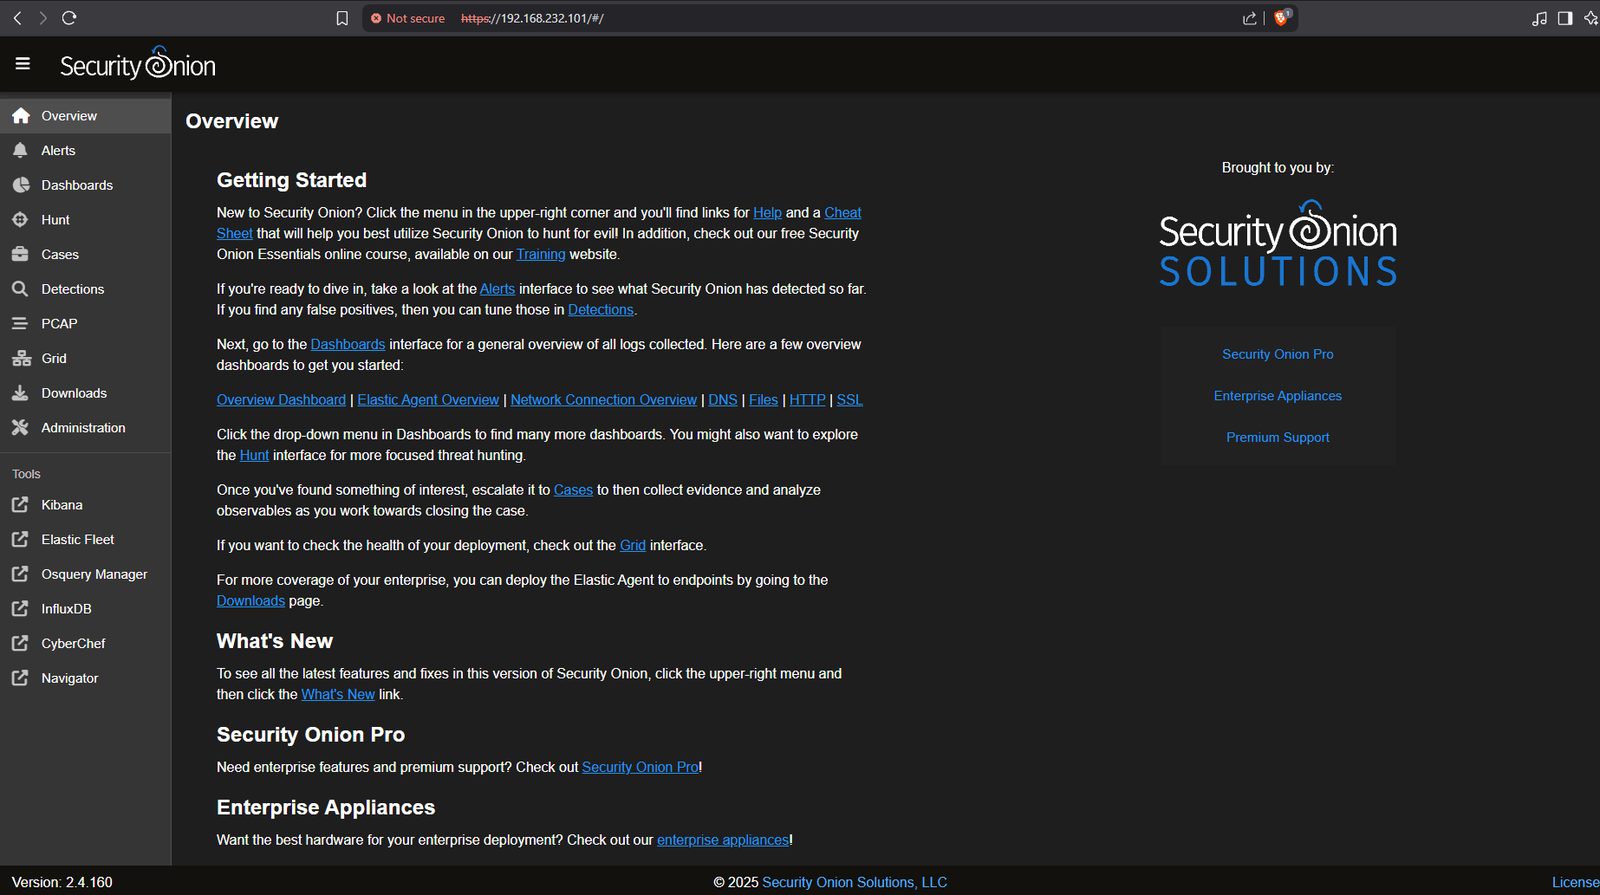 Not secure https://192.168.232.101/#/ 1
Security Onion
Overview
Alerts
Dashboards
Hunt
Cases
Detections
PCAP
Grid
Downloads
Administration
Tools
Kibana
Elastic Fleet
Osquery Manager
InfluxDB
CyberChef
Navigator
Overview
Getting Started
New to Security Onion? Click the menu in the upper-right corner and you'll find links for Help and a Cheat
Sheet that will help you best utilize Security Onion to hunt for evil! In addition, check out our free Security
Onion Essentials online course, available on our Training website.
If you're ready to dive in, take a look at the Alerts interface to see what Security Onion has detected so far.
If you find any false positives, then you can tune those in Detections.
Next, go to the Dashboards interface for a general overview of all logs collected. Here are a few overview
dashboards to get you started:
Overview Dashboard | Elastic Agent Overview | Network Connection Overview | DNS | Files | HTTP | SSL
Click the drop-down menu in Dashboards to find many more dashboards. You might also want to explore
the Hunt interface for more focused threat hunting.
Once you've found something of interest, escalate it to Cases to then collect evidence and analyze
observables as you work towards closing the case.
If you want to check the health of your deployment, check out the Grid interface.
For more coverage of your enterprise, you can deploy the Elastic Agent to endpoints by going to the
Downloads page.
What's New
To see all the latest features and fixes in this version of Security Onion, click the upper-right menu and
then click the What's New link.
Security Onion Pro
Need enterprise features and premium support? Check out Security Onion Pro!
Enterprise Appliances
Want the best hardware for your enterprise deployment? Check out our enterprise appliances!
Brought to you by:
Security Onion
SOLUTIONS
Security Onion Pro
Enterprise Appliances
Premium Support
Version: 2.4.160
© 2025 Security Onion Solutions, LLC
License